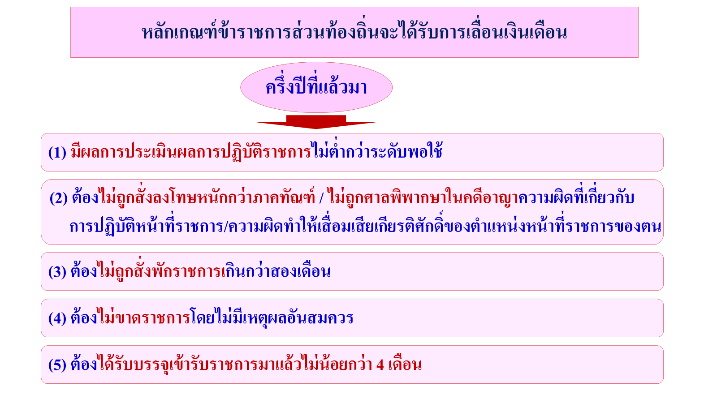 หลักเกณฑ์ข้าราชการส่วนท้องถิ่นจะได้รับการเลื่อนเงินเดือน
ครึ่งปีที่แล้วมา
(1) มีผลการประเมินผลการปฏิบัติราชการไม่ต่ำกว่าระดับพอใช้
(2) ต้องไม่ถูกสั่งลงโทษหนักกว่าภาคทัณฑ์ / ไม่ถูกศาลพิพากษาในคดีอาญาความผิดที่เกี่ยวกับ
การปฏิบัติหน้าที่ราชการ/ความผิดทำให้เสื่อมเสียเกียรติศักดิ์ของตำแหน่งหน้าที่ราชการของตน
(3) ต้องไม่ถูกสั่งพักราชการเกินกว่าสองเดือน
(4) ต้องไม่ขาดราชการโดยไม่มีเหตุผลอันสมควร
(5) ต้องได้รับบรรจุเข้ารับราชการมาแล้วไม่น้อยกว่า 4 เดือน